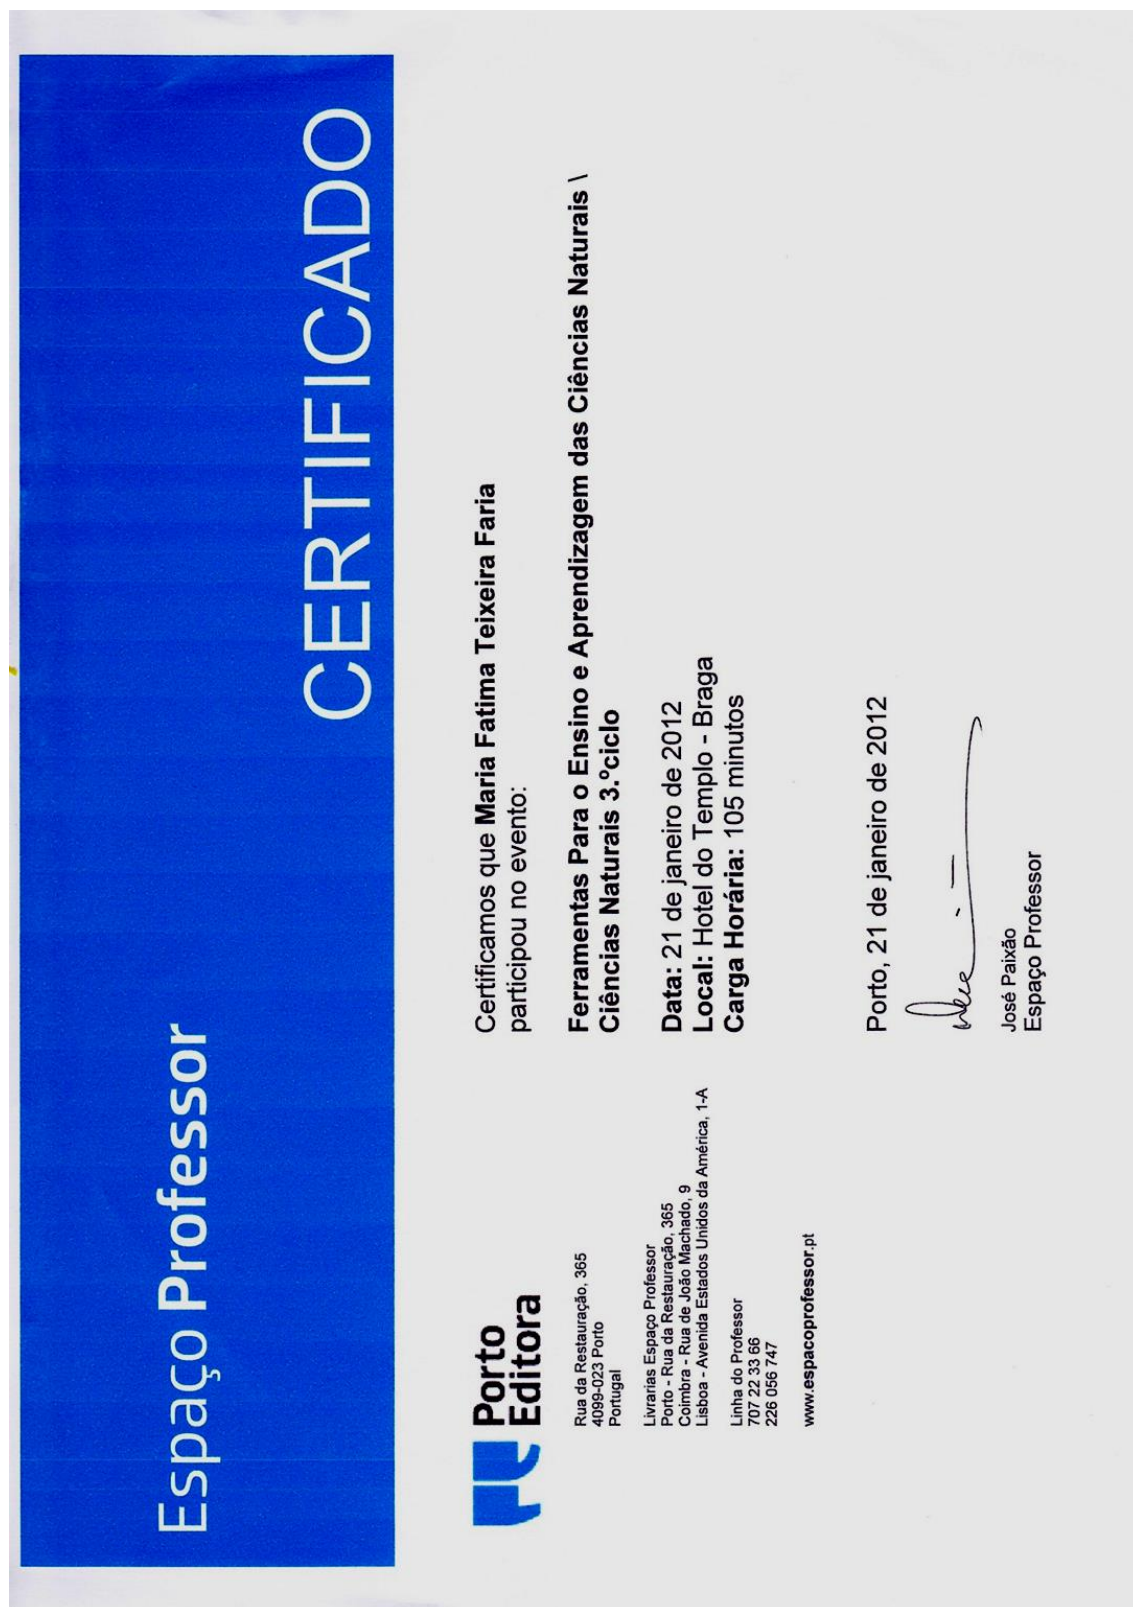 Espaço Professor
CERTIFICADO
Porto
Editora
Rua da Restauração, 365
4099-023 Porto
Portugal
Livrarias Espaço Professor
Porto - Rua da Restauração, 365
Coimbra - Rua de João Machado, 9
Lisboa - Avenida Estados Unidos da América, 1-A
Linha do Professor
707 22 33 66
226 056 747
www.espacoprofessor.pt
Certificamos que Maria Fatima Teixeira Faria
participou no evento:
Ferramentas Para o Ensino e Aprendizagem das Ciências Naturais \
Ciências Naturais 3.ºciclo
Data: 21 de janeiro de 2012
Local: Hotel do Templo - Braga
Carga Horária: 105 minutos
Porto, 21 de janeiro de 2012
José Paixão
Espaço Professor